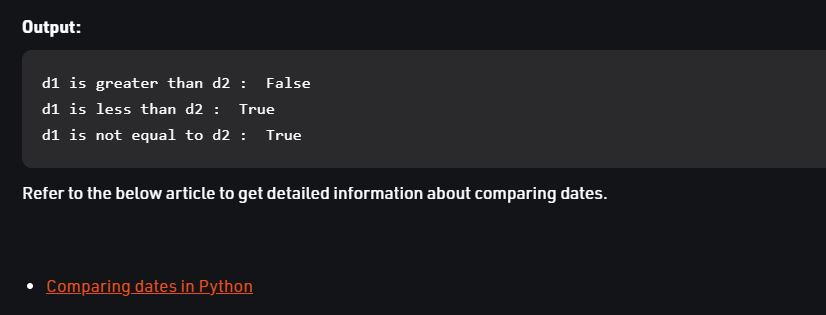 Output:
d1 is greater than d2 :  False
d1 is less than d2 :  True
d1 is not equal to d2 :  True
Refer to the below article to get detailed information about comparing dates.
Comparing dates in Python